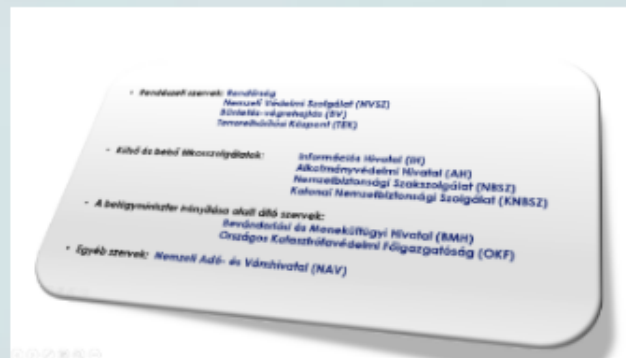 • Rendészeti szervek: Rendőrség
Nemzeti Védelmi Szolgálat (NVSZ)
Büntetés-végrehajtás (BV)
Terrorelhárítási Központ (TEK)
• Külső és belső titkosszolgálatok: Információs Hivatal (IH)
Alkotmányvédelmi Hivatal (AH)
Nemzetbiztonsági Szakszolgálat (NBSZ)
Katonai Nemzetbiztonsági Szolgálat (KNBSZ)
• A belügyminiszter irányítása alatt álló szervek:
Bevándorlási és Menekültügyi Hivatal (BMH)
Országos Katasztrófavédelmi Főigazgatóság (OKF)
• Egyéb szervek: Nemzeti Adó- és Vámhivatal (NAV)